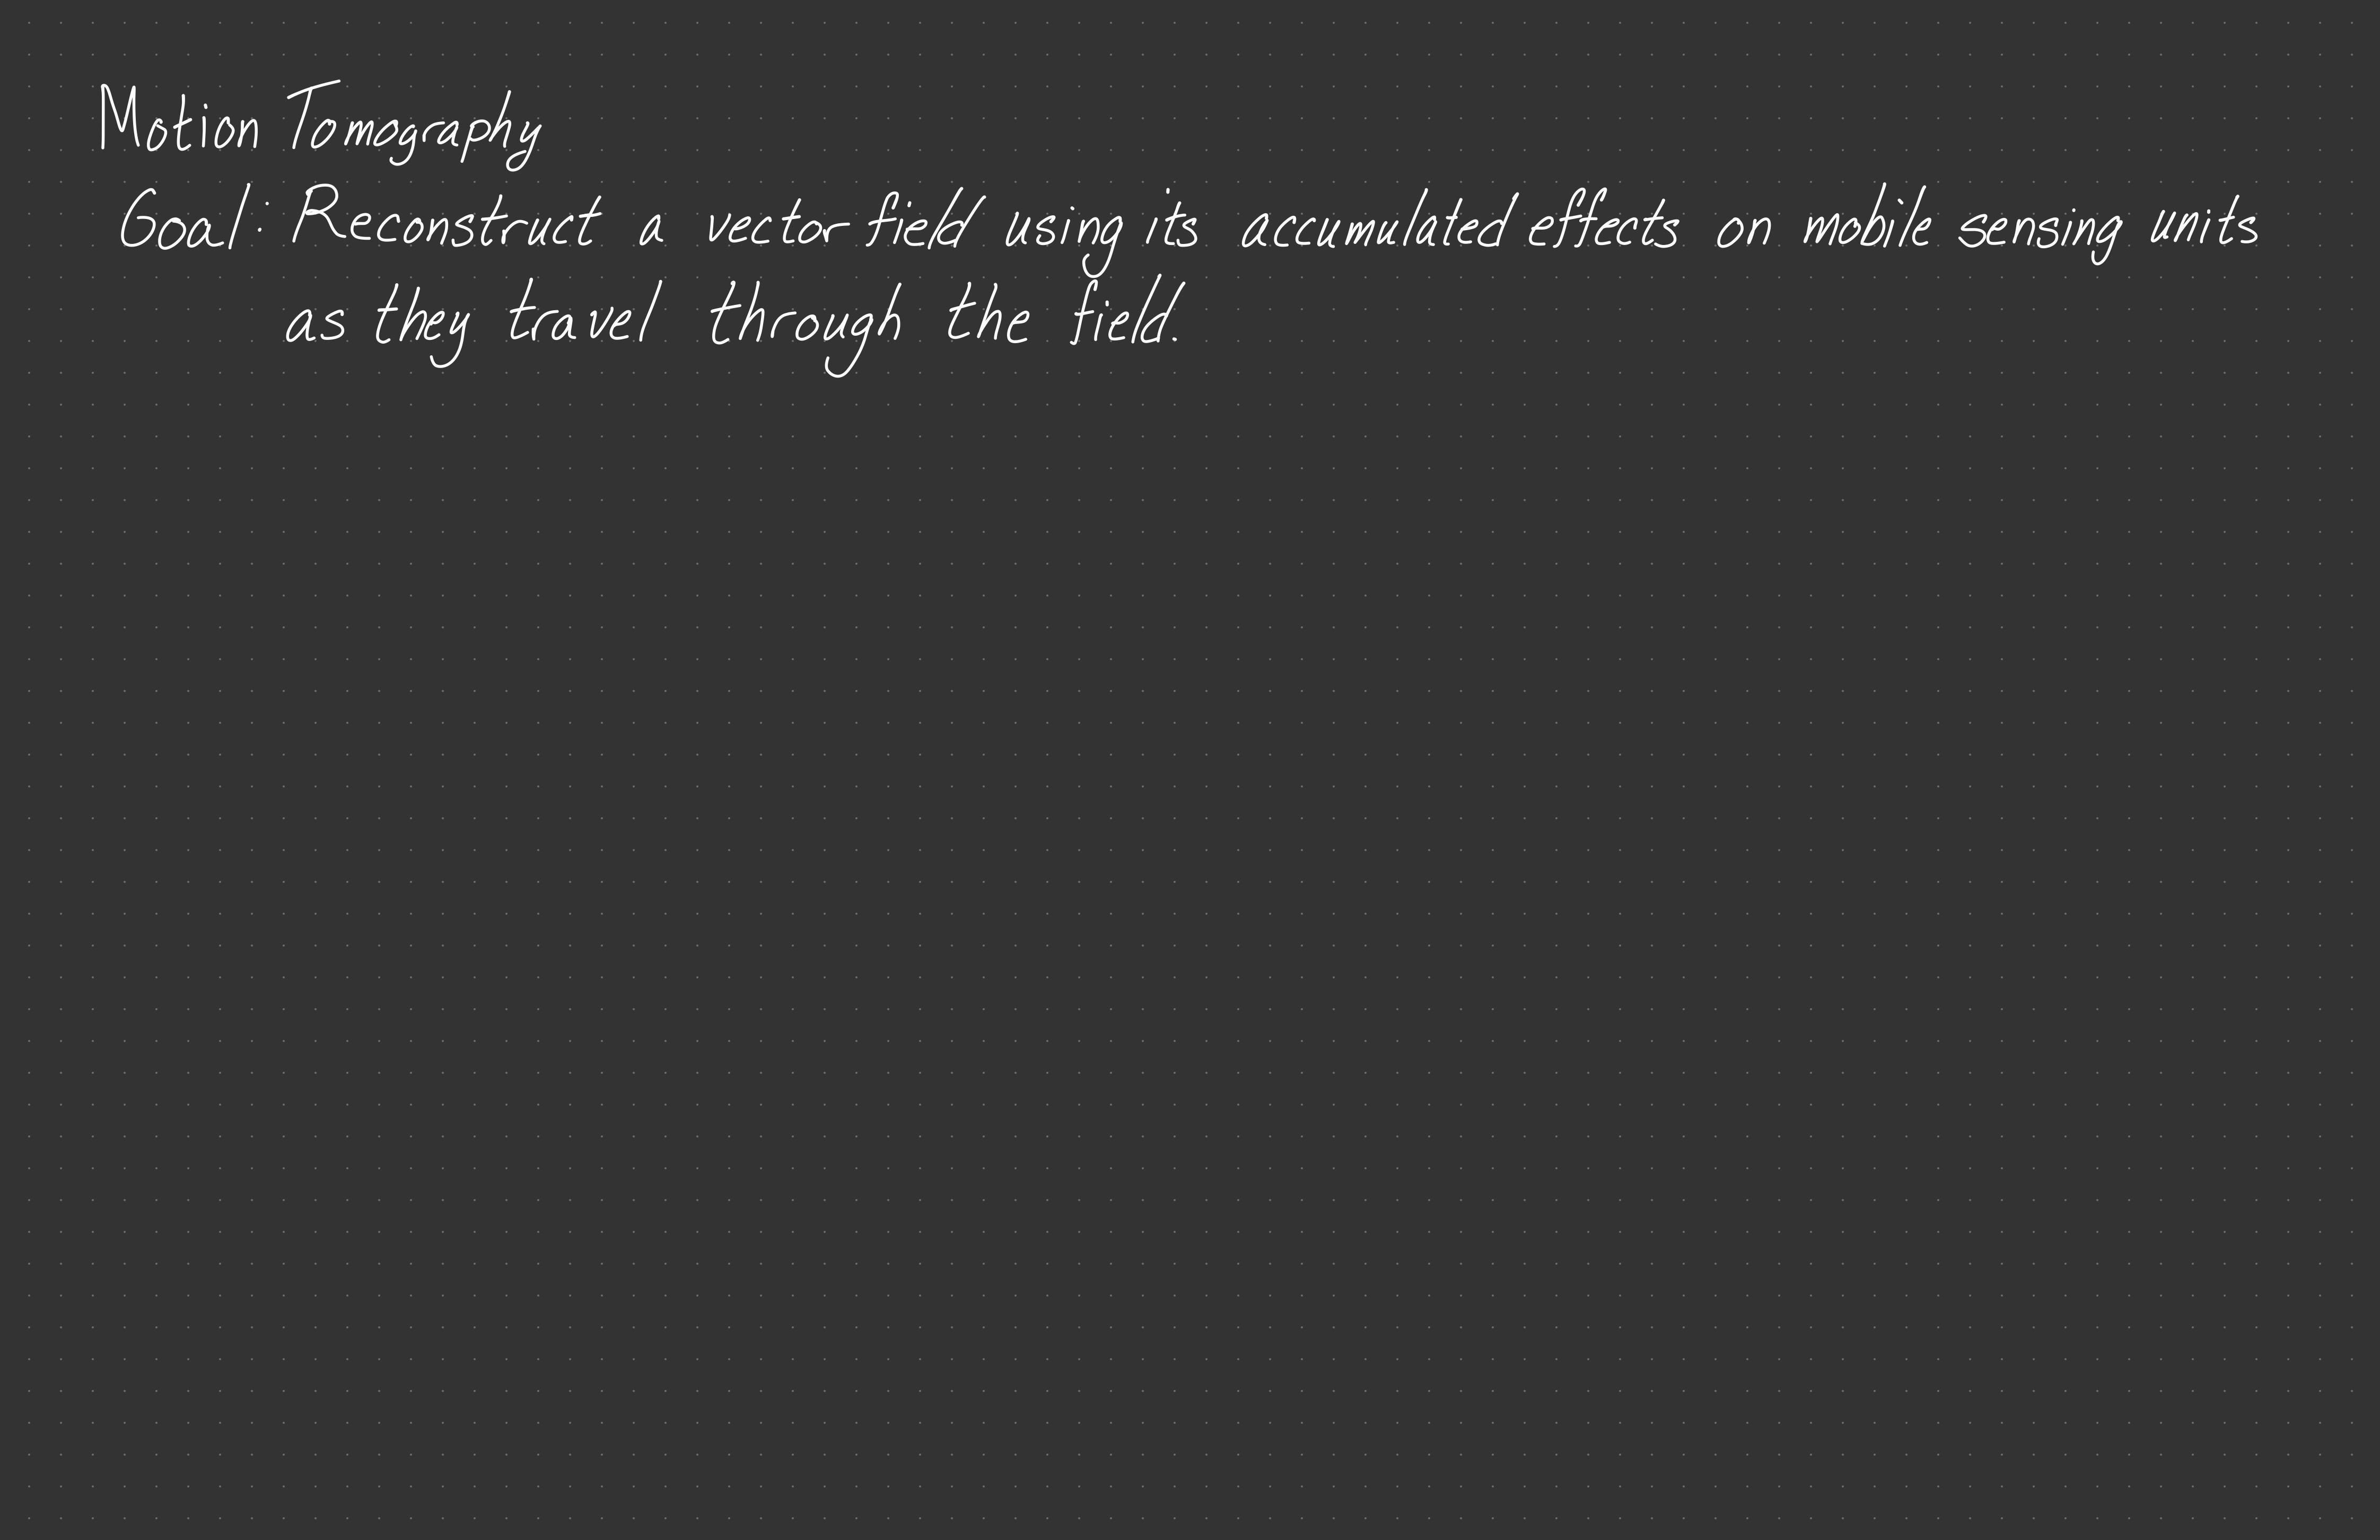 Motion Tomography
Goal: Reconstruct a vector field using its accumulated effects on mobile sensing units
as they travel through the field.